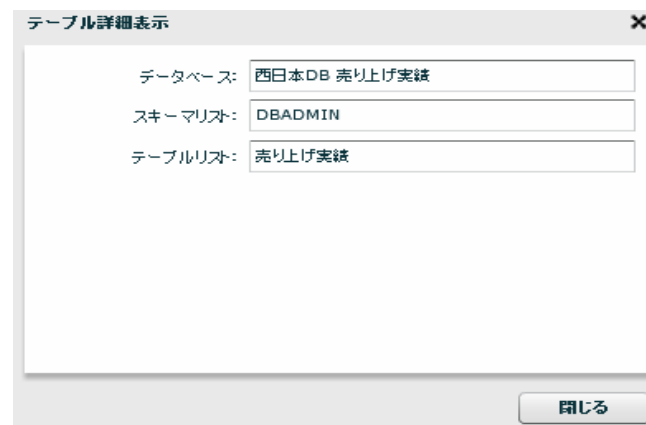 テーブル詳細表示 ×
データベース: 西日本DB 売り上げ実績
スキーマリスト: DBADMIN
テーブルリスト: 売り上げ実績
閉じる